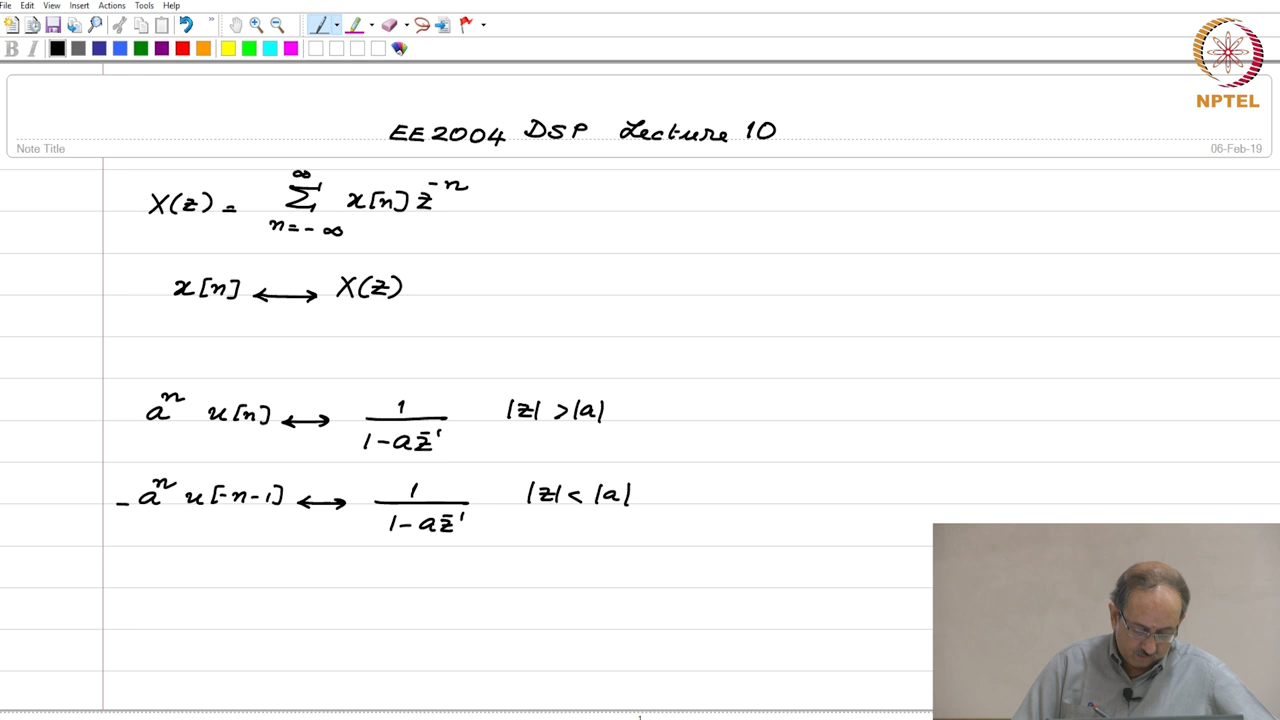 File Edit View Insert Actions Tools Help
B I
NPTEL
EE2004 DSP Lecture 10
Note Title
06-Feb-19
X(z) = ∑_{n=-∞}^{∞} x[n] z^{-n}
x[n] ⟷ X(z)
a^n u[n] ⟷ 1/(1-az^{-1}) |z| > |a|
-a^n u[-n-1] ⟷ 1/(1-az^{-1}) |z| < |a|
1